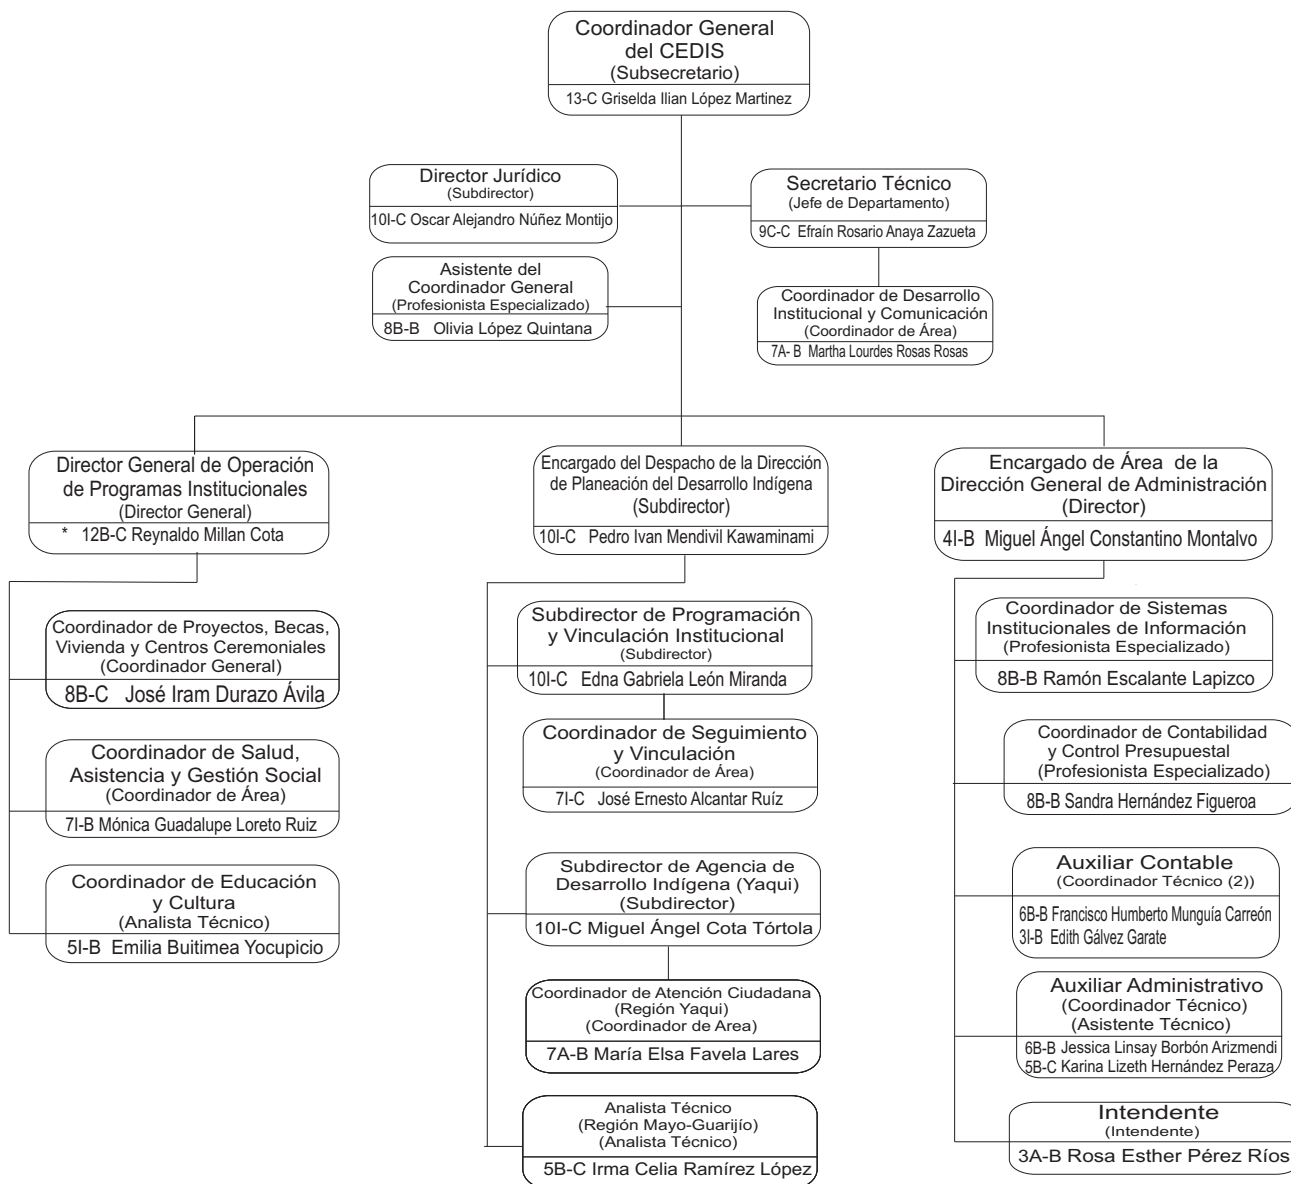 Coordinador General
del CEDIS
(Subsecretario)
13-C Griselda Ilian López Martinez
Director Jurídico
(Subdirector)
10I-C Oscar Alejandro Núñez Montijo
Secretario Técnico
(Jefe de Departamento)
9C-C Efraín Rosario Anaya Zazueta
Asistente del
Coordinador General
(Profesionista Especializado)
8B-B Olivia López Quintana
Coordinador de Desarrollo
Institucional y Comunicación
(Coordinador de Área)
7A- B Martha Lourdes Rosas Rosas
Director General de Operación
de Programas Institucionales
(Director General)
* 12B-C Reynaldo Millan Cota
Coordinador de Proyectos, Becas,
Vivienda y Centros Ceremoniales
(Coordinador General)
8B-C José Iram Durazo Ávila
Coordinador de Salud,
Asistencia y Gestión Social
(Coordinador de Área)
7I-B Mónica Guadalupe Loreto Ruiz
Coordinador de Educación
y Cultura
(Analista Técnico)
5I-B Emilia Buitimea Yocupicio
Encargado del Despacho de la Dirección
de Planeación del Desarrollo Indígena
(Subdirector)
10I-C Pedro Ivan Mendivil Kawaminami
Subdirector de Programación
y Vinculación Institucional
(Subdirector)
10I-C Edna Gabriela León Miranda
Coordinador de Seguimiento
y Vinculación
(Coordinador de Área)
7I-C José Ernesto Alcantar Ruíz
Subdirector de Agencia de
Desarrollo Indígena (Yaqui)
(Subdirector)
10I-C Miguel Ángel Cota Tórtola
Coordinador de Atención Ciudadana
(Región Yaqui)
(Coordinador de Area)
7A-B María Elsa Favela Lares
Analista Técnico
(Región Mayo-Guarijío)
(Analista Técnico)
5B-C Irma Celia Ramírez López
Encargado de Área de la
Dirección General de Administración
(Director)
4I-B Miguel Ángel Constantino Montalvo
Coordinador de Sistemas
Institucionales de Información
(Profesionista Especializado)
8B-B Ramón Escalante Lapizco
Coordinador de Contabilidad
y Control Presupuestal
(Profesionista Especializado)
8B-B Sandra Hernández Figueroa
Auxiliar Contable
(Coordinador Técnico (2))
6B-B Francisco Humberto Munguía Carreón
3I-B Edith Gálvez Garate
Auxiliar Administrativo
(Coordinador Técnico)
(Asistente Técnico)
6B-B Jessica Linsay Borbón Arizmendi
5B-C Karina Lizeth Hernández Peraza
Intendente
(Intendente)
3A-B Rosa Esther Pérez Ríos